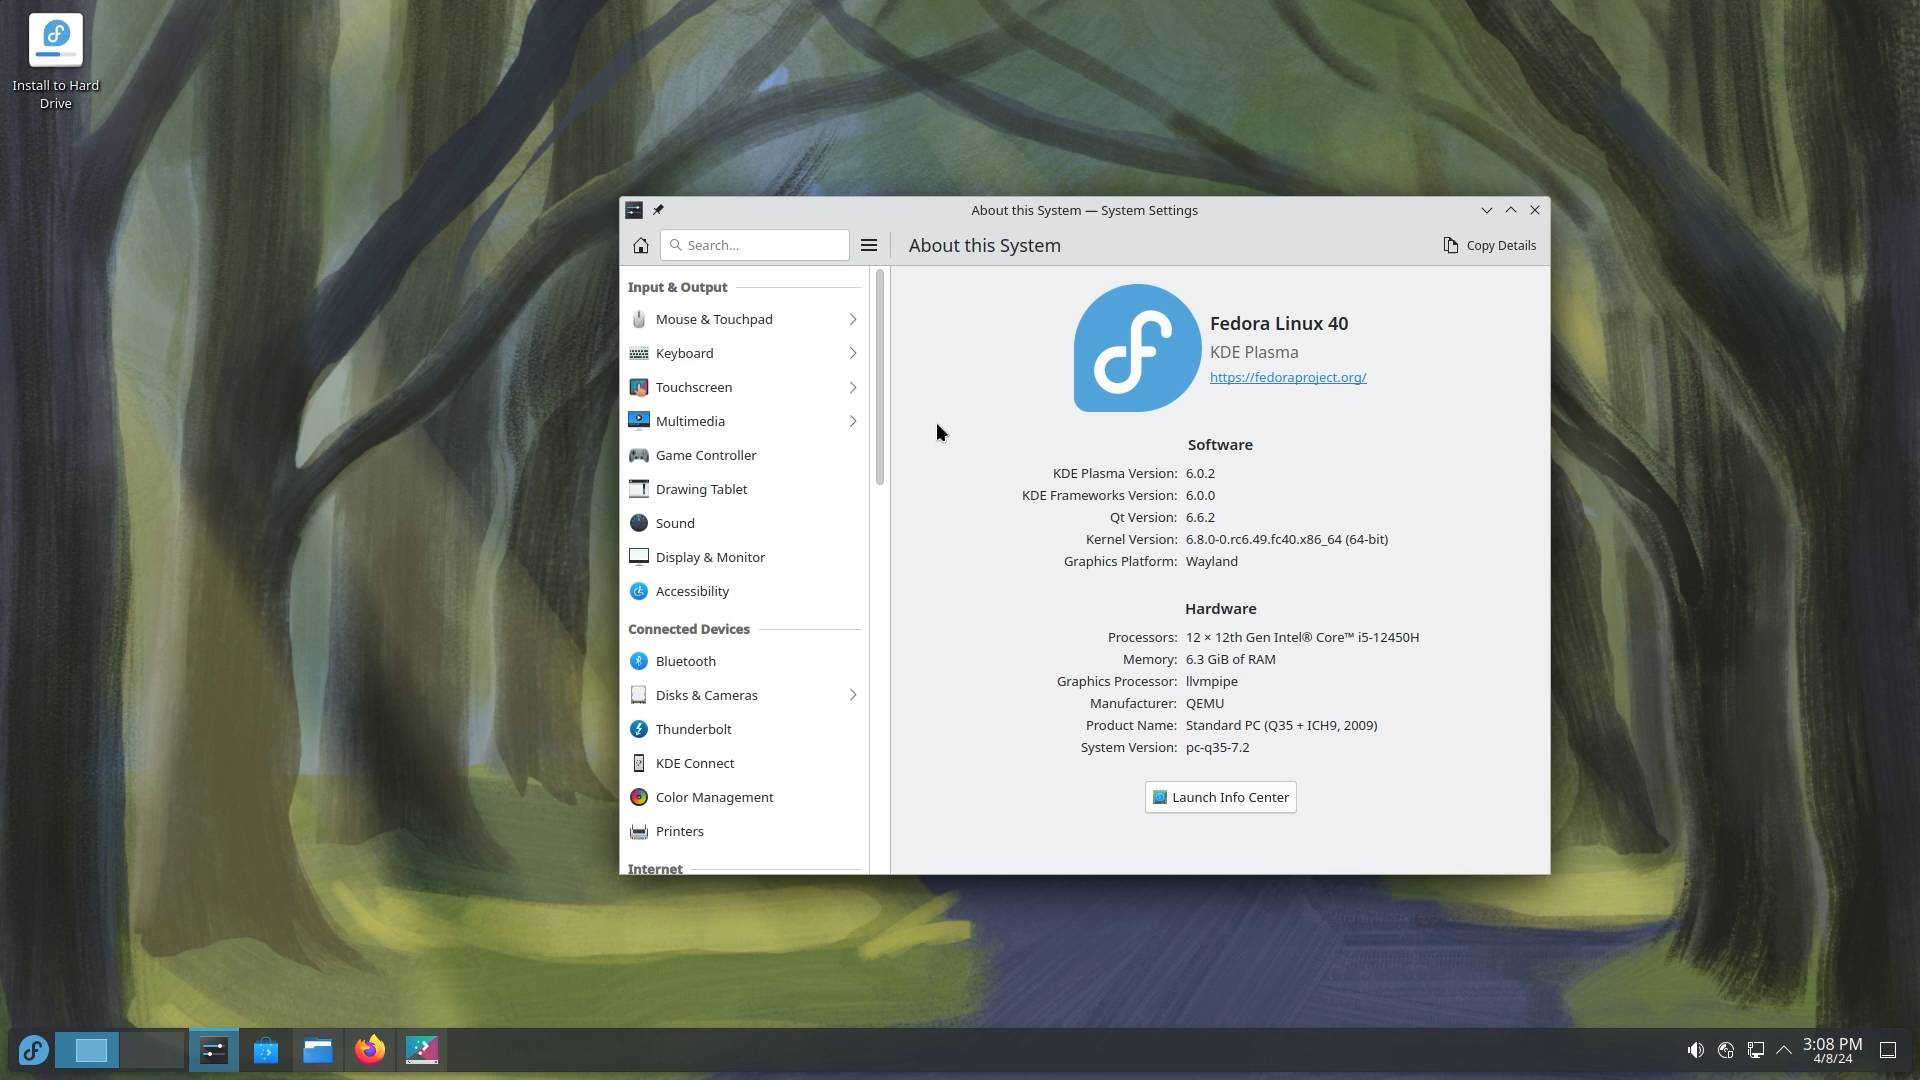 Install to Hard
Drive
About this System — System Settings
Search...
About this System
Copy Details
Input & Output
Mouse & Touchpad
Keyboard
Touchscreen
Multimedia
Game Controller
Drawing Tablet
Sound
Display & Monitor
Accessibility
Connected Devices
Bluetooth
Disks & Cameras
Thunderbolt
KDE Connect
Color Management
Printers
Internet
Fedora Linux 40
KDE Plasma
https://fedoraproject.org/
Software
KDE Plasma Version: 6.0.2
KDE Frameworks Version: 6.0.0
Qt Version: 6.6.2
Kernel Version: 6.8.0-0.rc6.49.fc40.x86_64 (64-bit)
Graphics Platform: Wayland
Hardware
Processors: 12 × 12th Gen Intel® Core™ i5-12450H
Memory: 6.3 GiB of RAM
Graphics Processor: llvmpipe
Manufacturer: QEMU
Product Name: Standard PC (Q35 + ICH9, 2009)
System Version: pc-q35-7.2
Launch Info Center
3:08 PM
4/8/24